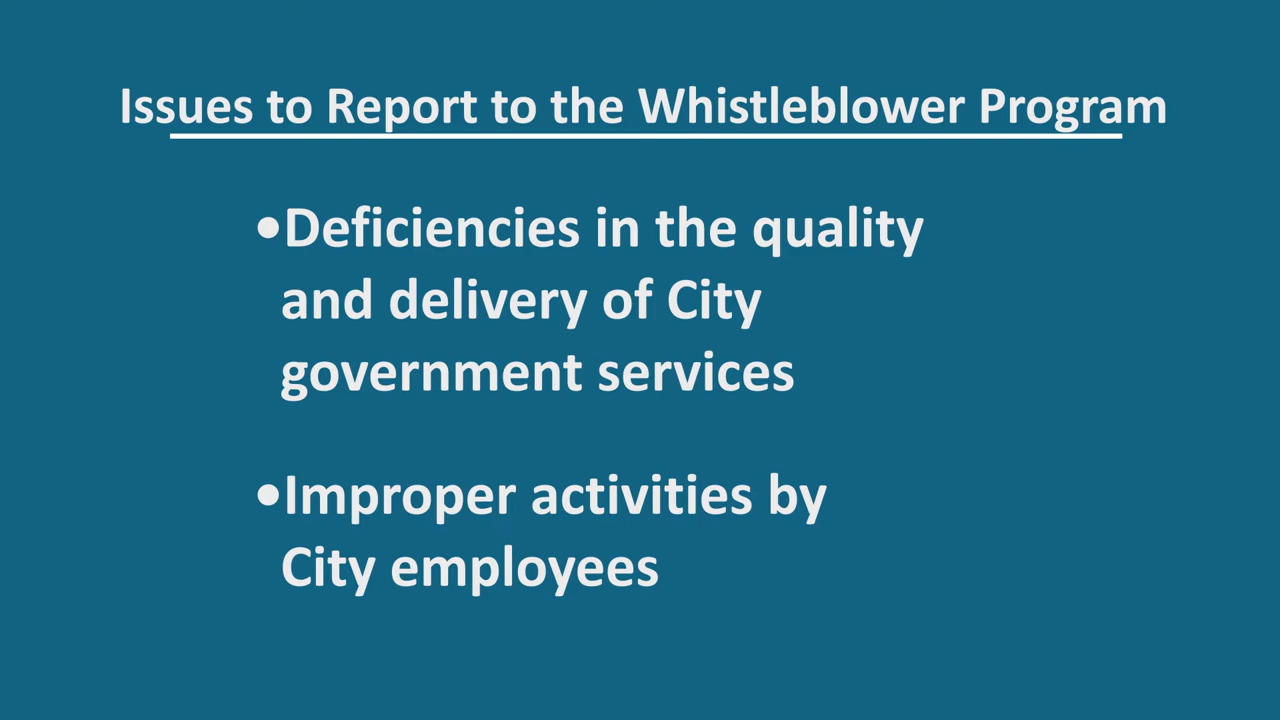 Issues to Report to the Whistleblower Program
•Deficiencies in the quality
and delivery of City
government services
•Improper activities by
City employees